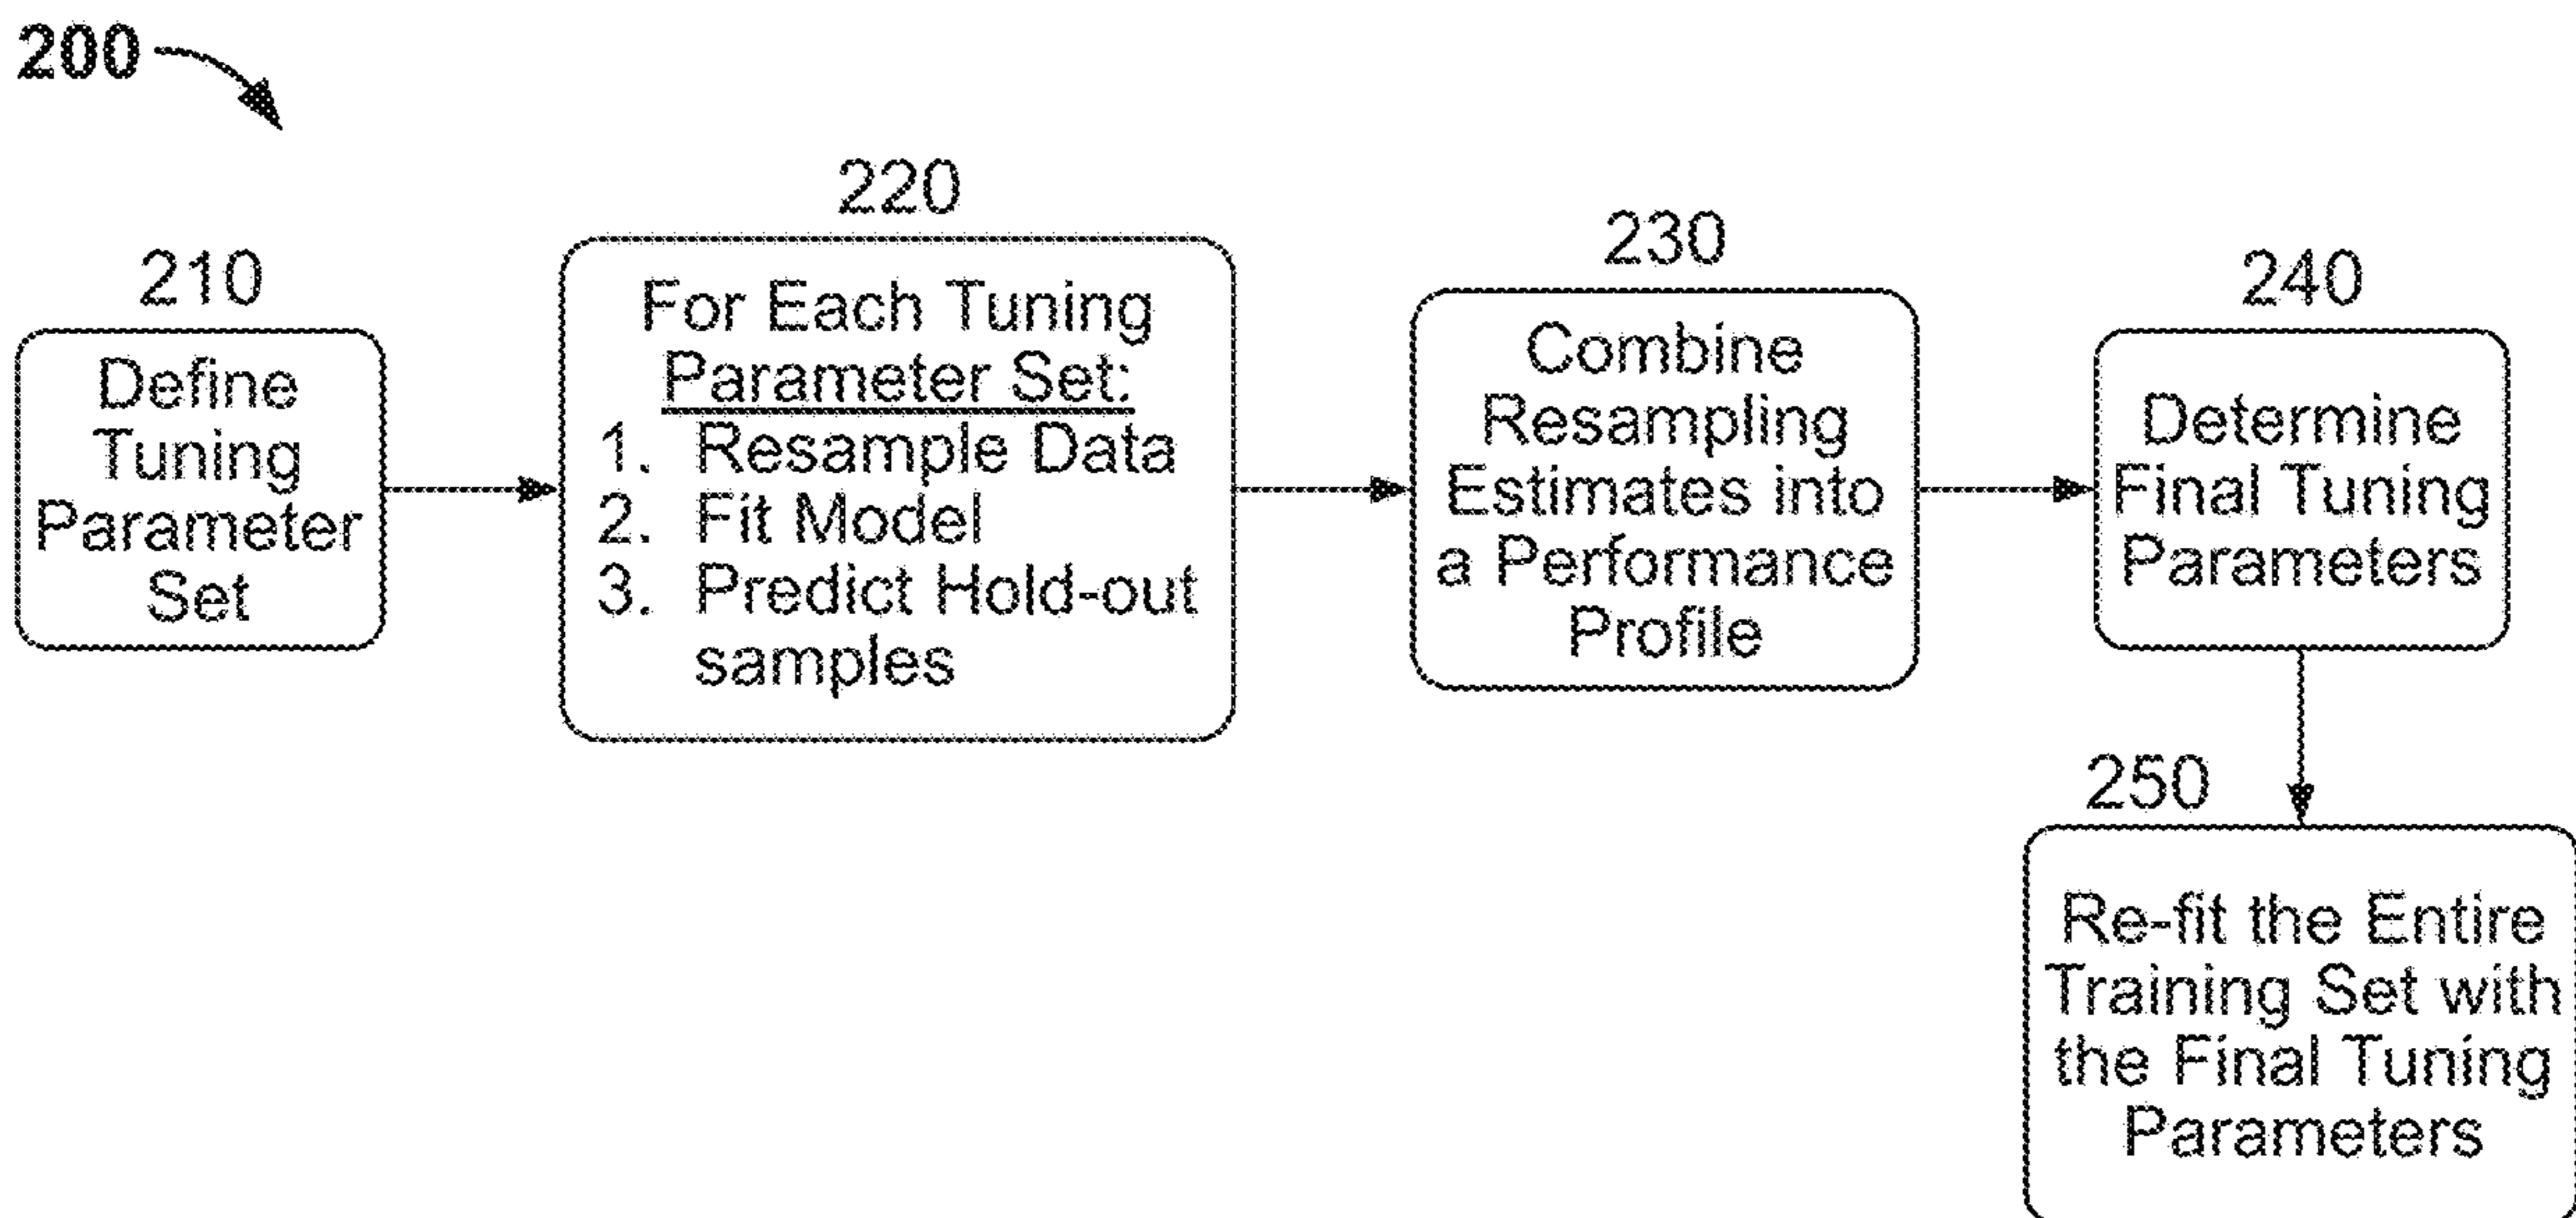 200
210
Define
Tuning
Parameter
Set
220
For Each Tuning
Parameter Set:
1. Resample Data
2. Fit Model
3. Predict Hold-out
samples
230
Combine
Resampling
Estimates into
a Performance
Profile
240
Determine
Final Tuning
Parameters
250
Re-fit the Entire
Training Set with
the Final Tuning
Parameters